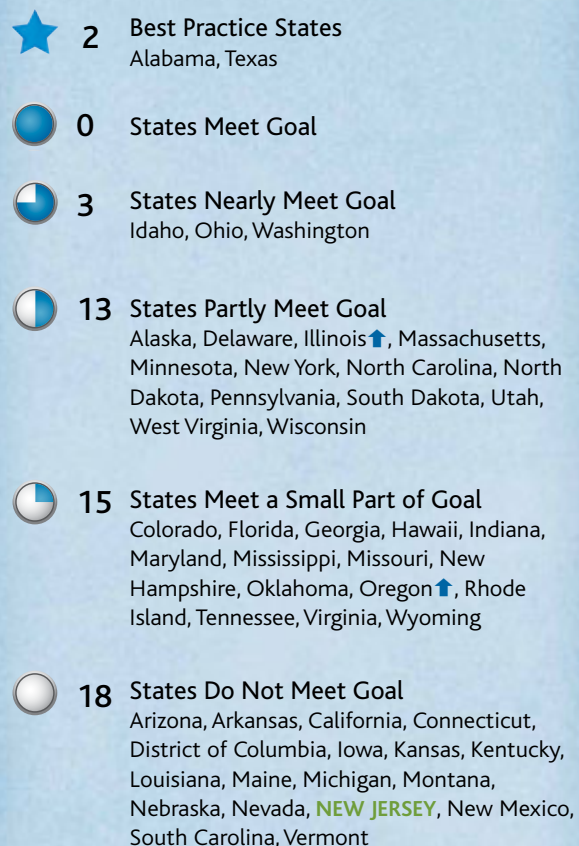 2 Best Practice States
Alabama, Texas
0 States Meet Goal
3 States Nearly Meet Goal
Idaho, Ohio, Washington
13 States Partly Meet Goal
Alaska, Delaware, Illinois⬆, Massachusetts,
Minnesota, New York, North Carolina, North
Dakota, Pennsylvania, South Dakota, Utah,
West Virginia, Wisconsin
15 States Meet a Small Part of Goal
Colorado, Florida, Georgia, Hawaii, Indiana,
Maryland, Mississippi, Missouri, New
Hampshire, Oklahoma, Oregon⬆, Rhode
Island, Tennessee, Virginia, Wyoming
18 States Do Not Meet Goal
Arizona, Arkansas, California, Connecticut,
District of Columbia, Iowa, Kansas, Kentucky,
Louisiana, Maine, Michigan, Montana,
Nebraska, Nevada, NEW JERSEY, New Mexico,
South Carolina, Vermont